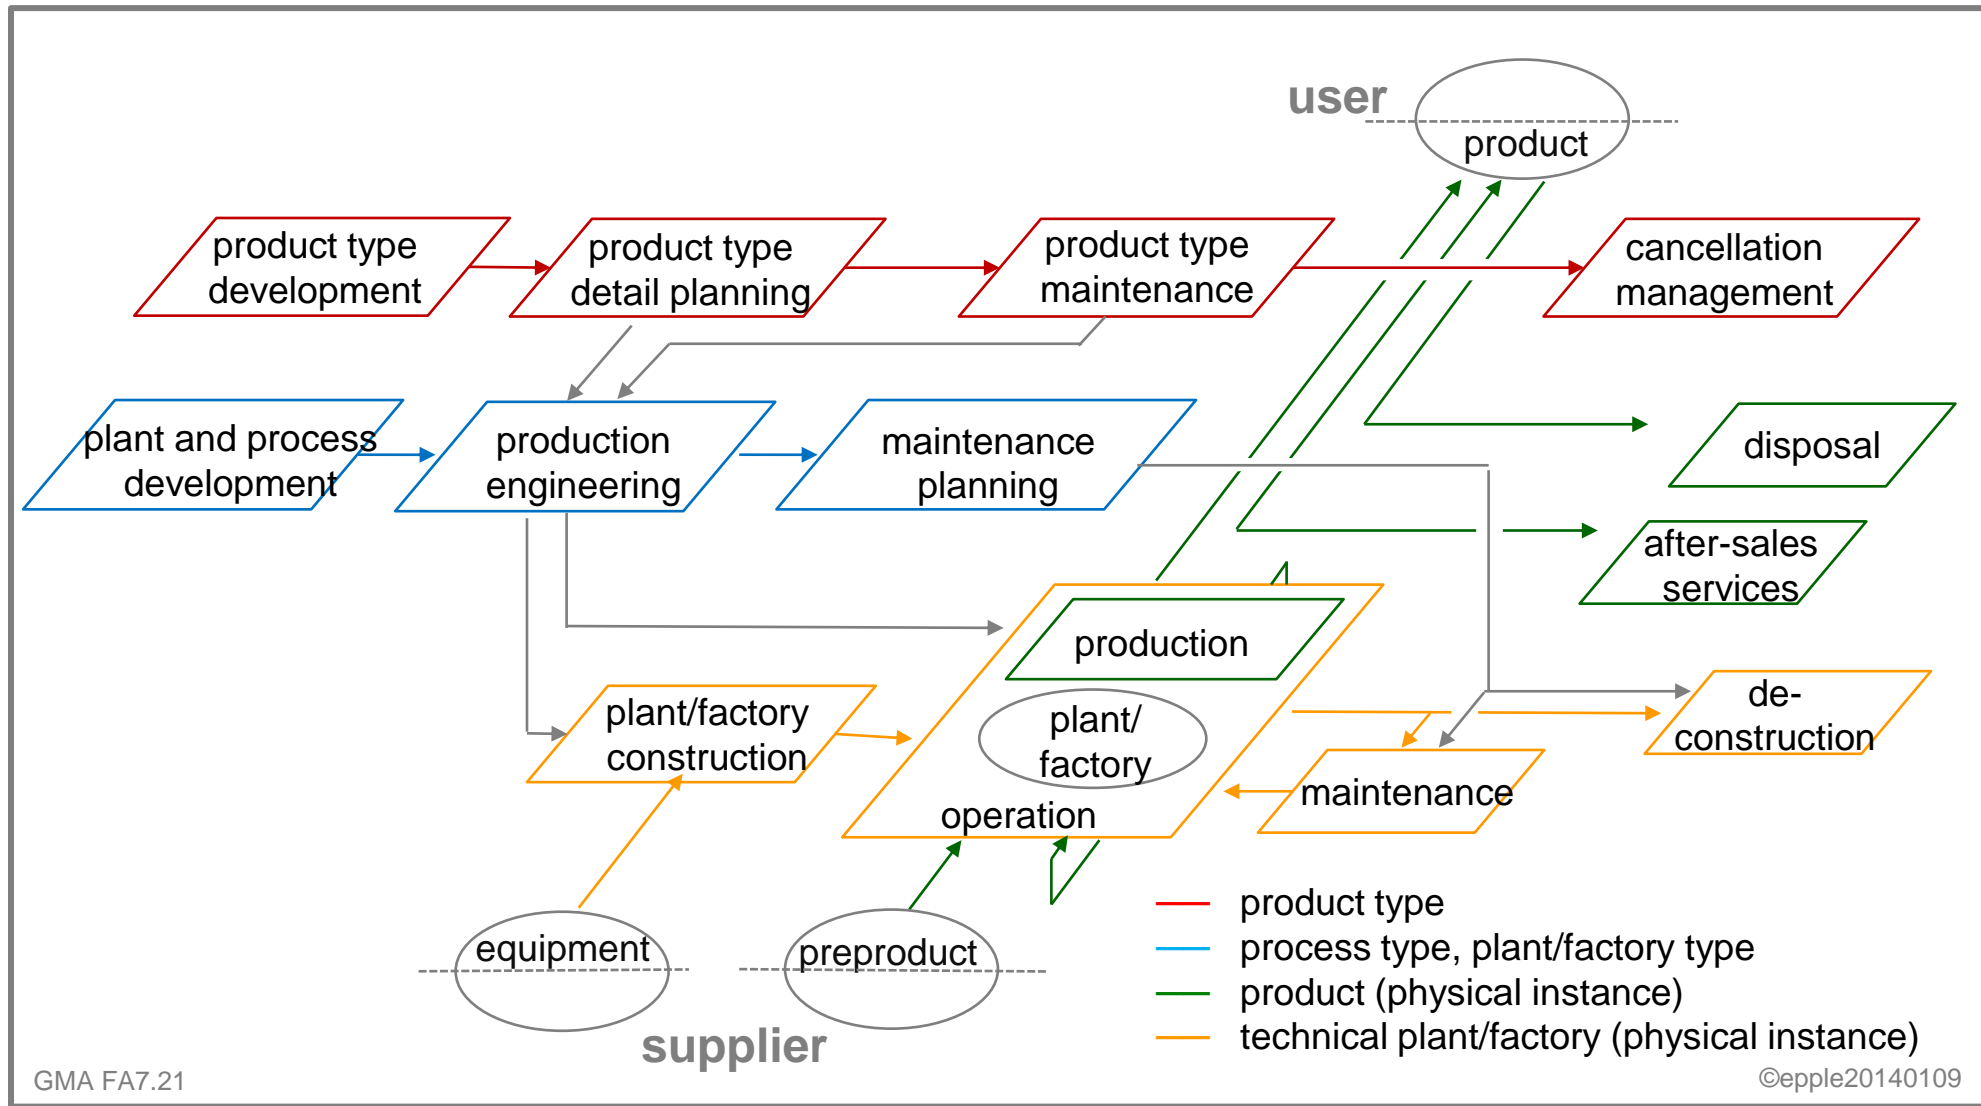 user
product
product type
development
product type
detail planning
product type
maintenance
cancellation
management
plant and process
development
production
engineering
maintenance
planning
disposal
after-sales
services
production
plant/factory
construction
plant/
factory
operation
de-
construction
maintenance
equipment
preproduct
supplier
product type
process type, plant/factory type
product (physical instance)
technical plant/factory (physical instance)
GMA FA7.21
©epple20140109